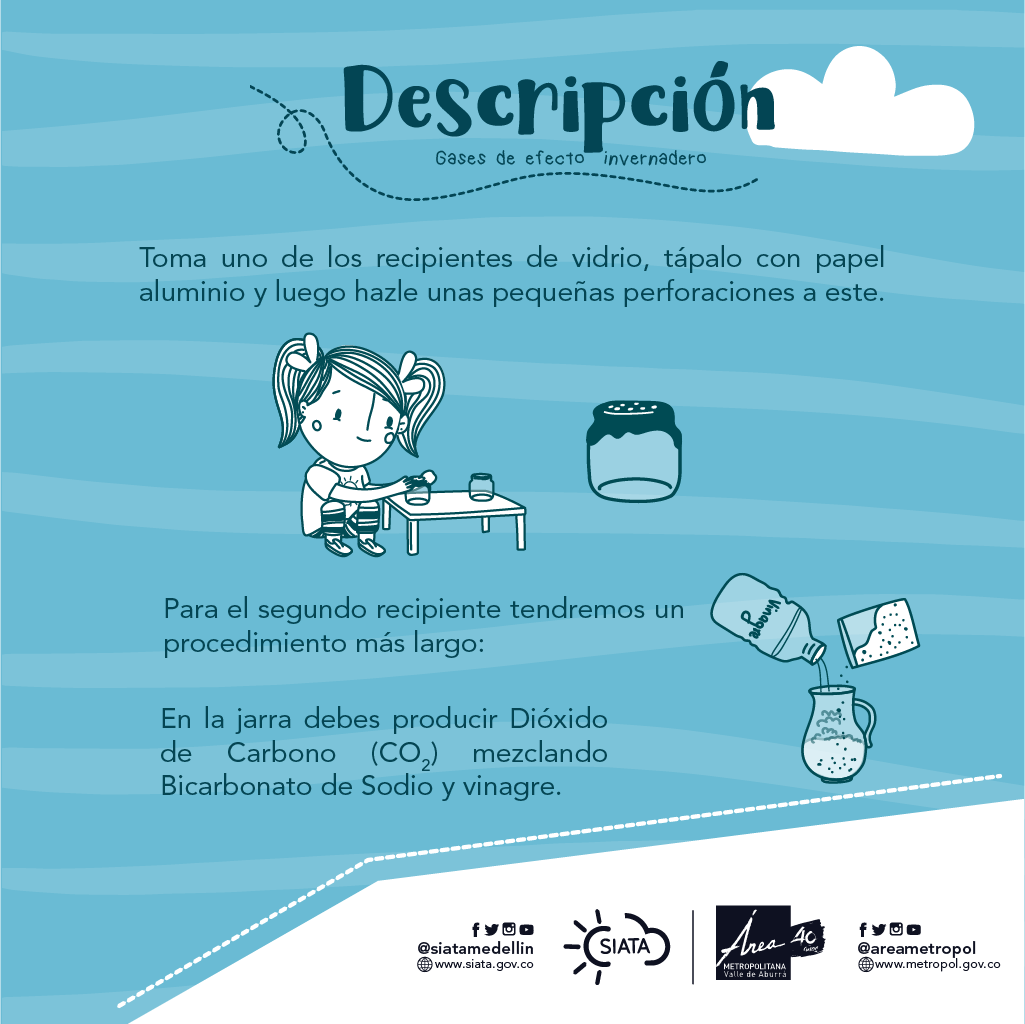 Descripción
Gases de efecto invernadero
Toma uno de los recipientes de vidrio, tápalo con papel
aluminio y luego hazle unas pequeñas perforaciones a este.
Para el segundo recipiente tendremos un
procedimiento más largo:
Vinagre
En la jarra debes producir Dióxido
de Carbono (CO₂) mezclando
Bicarbonato de Sodio y vinagre.
@siatamedellin
www.siata.gov.co
SIATA
Área 40
METROPOLITANA
Valle de Aburrá
@areametropol
www.metropol.gov.co